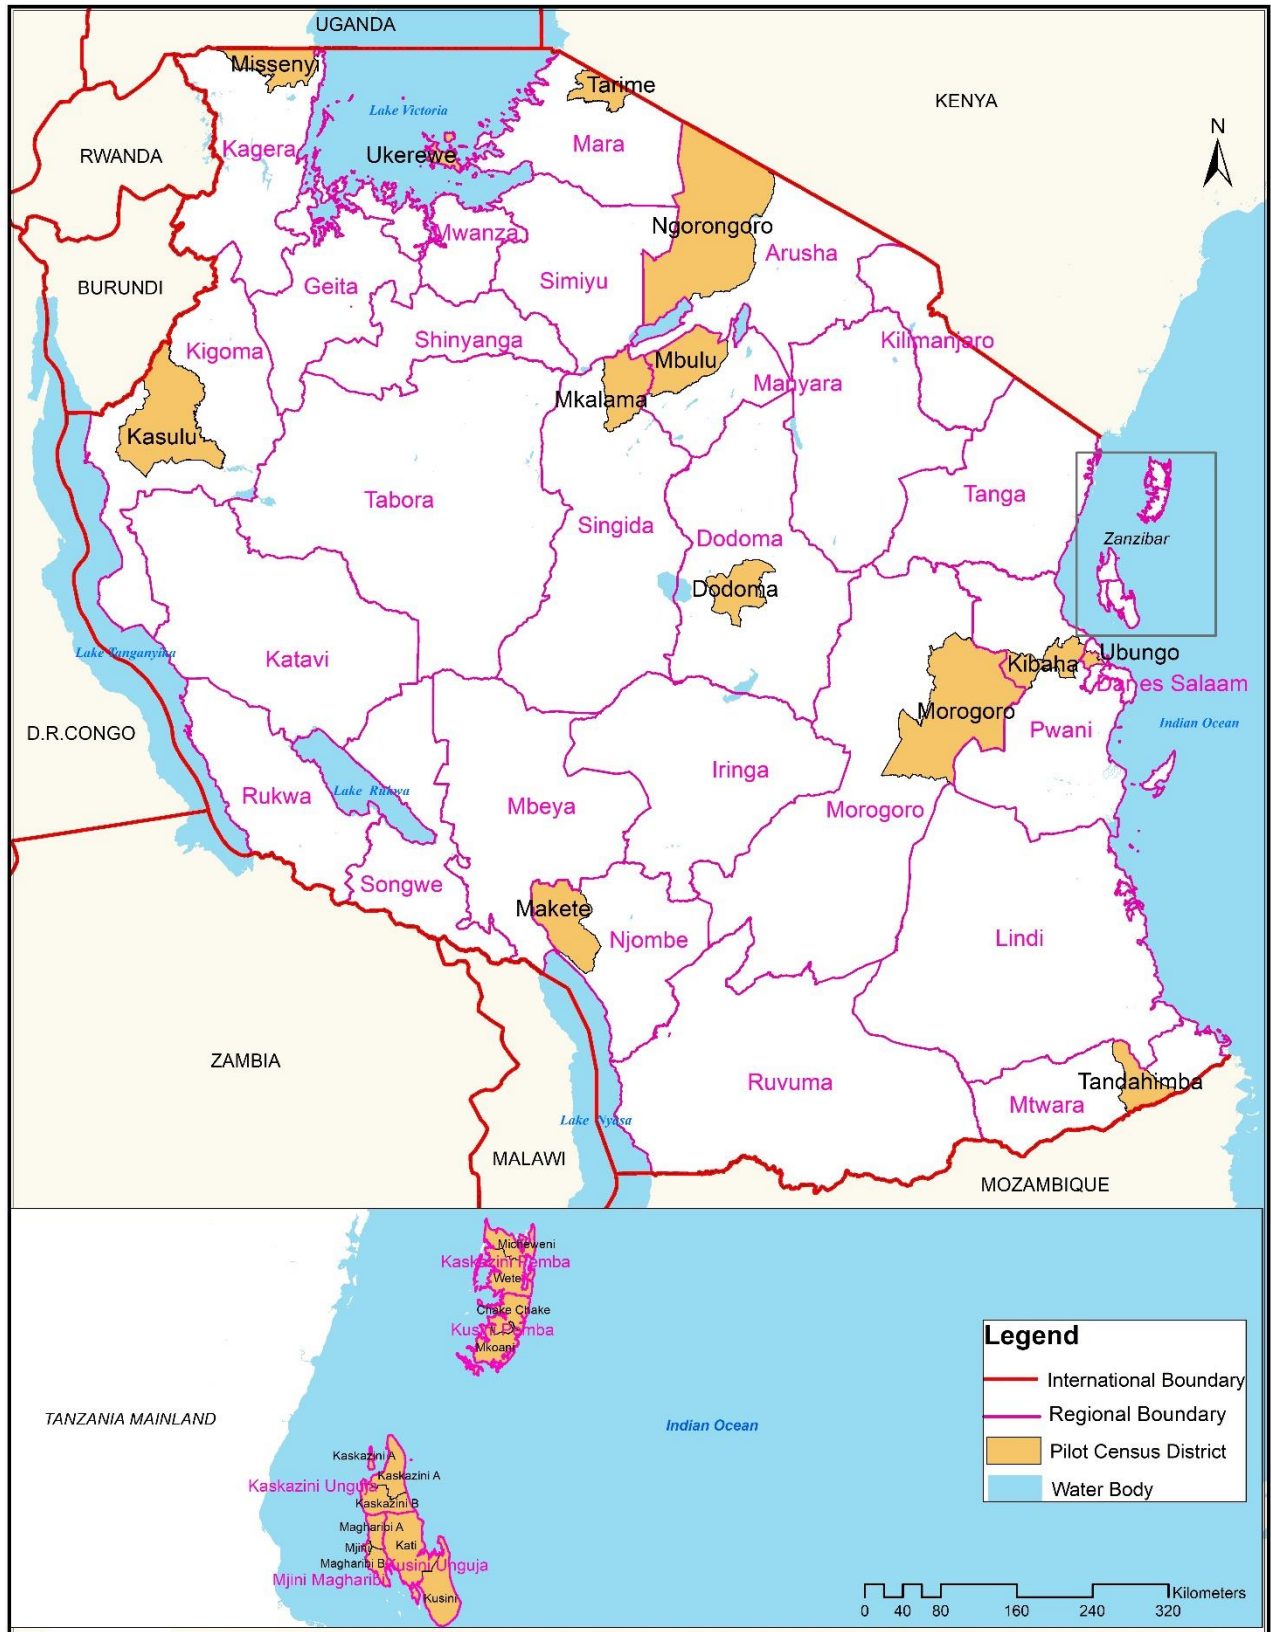 UGANDA
Missenyi
Tarime
Lake Victoria
KENYA
N
RWANDA
Kagera
Ukerewe
Mara
Ngorongoro
Mwanza
Arusha
BURUNDI
Geita
Simiyu
Kigoma
Shinyanga
Kilimanjaro
Mbulu
Manyara
Mkalama
Kasulu
Tabora
Tanga
Singida
Dodoma
Zanzibar
Dodoma
Lake Tanganyika
Katavi
Kibaha
Ubungo
Dar es Salaam
Morogoro
Pwani
Indian Ocean
D.R.CONGO
Iringa
Rukwa
Lake Rukwa
Mbeya
Morogoro
Songwe
Makete
Njombe
Lindi
ZAMBIA
Ruvuma
Tandahimba
Mtwara
Lake Nyasa
MALAWI
MOZAMBIQUE
Micheweni
Kaskazini Pemba
Wete
Chake Chake
Kusini Pemba
Mkoani
TANZANIA MAINLAND
Indian Ocean
Kaskazini A
Kaskazini A
Kaskazini Unguja
Kaskazini B
Magharibi A
Kati
Mjini
Magharibi B
Kusini Unguja
Mjini Magharibi
Kusini
Legend
International Boundary
Regional Boundary
Pilot Census District
Water Body
Kilometers
0 40 80 160 240 320